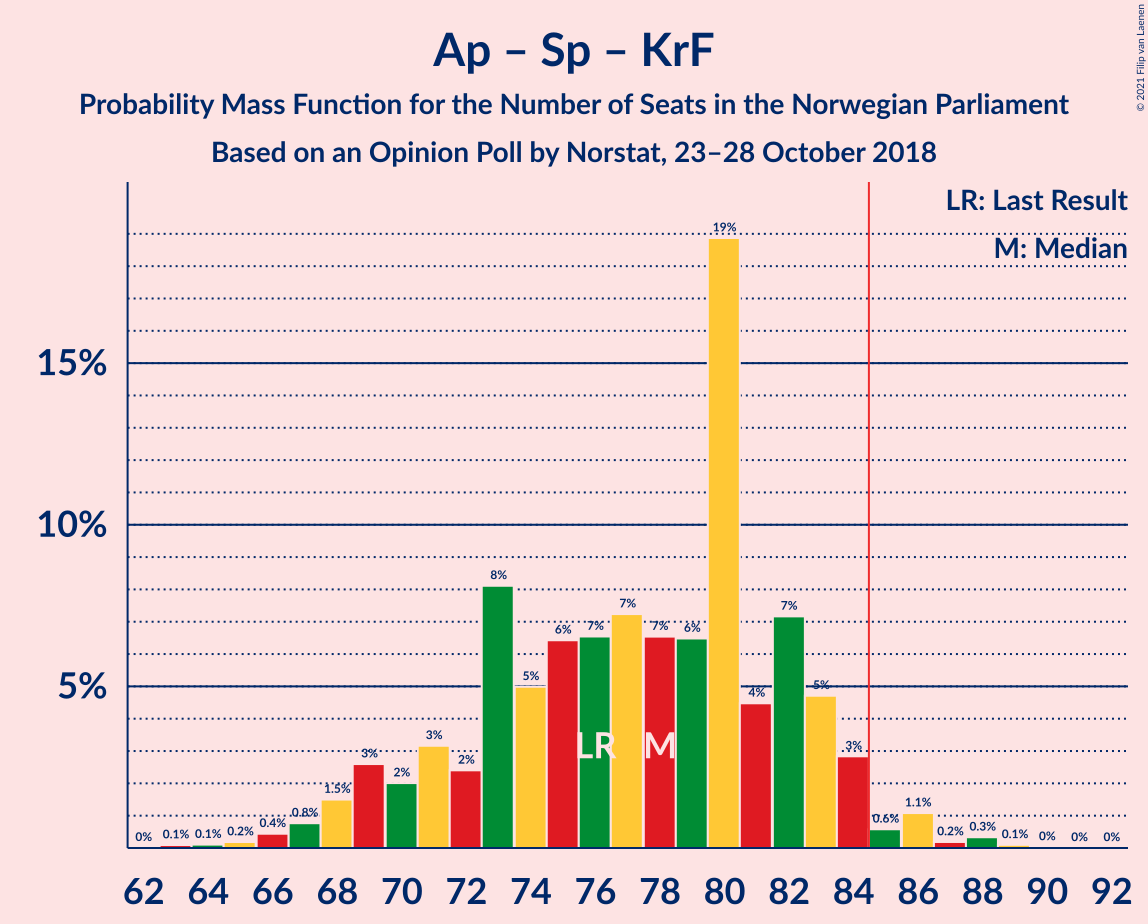 Ap – Sp – KrF
Probability Mass Function for the Number of Seats in the Norwegian Parliament
Based on an Opinion Poll by Norstat, 23–28 October 2018
© 2021 Filip van Laenen
LR: Last Result
M: Median
15%
10%
5%
0% 0.1% 0.1% 0.2% 0.4% 0.8% 1.5% 3% 2% 3% 2% 8% 5% 6% 7% 7% 7% 6% 19% 4% 7% 5% 3% 0.6% 1.1% 0.2% 0.3% 0.1% 0% 0% 0%
LR M
62 64 66 68 70 72 74 76 78 80 82 84 86 88 90 92